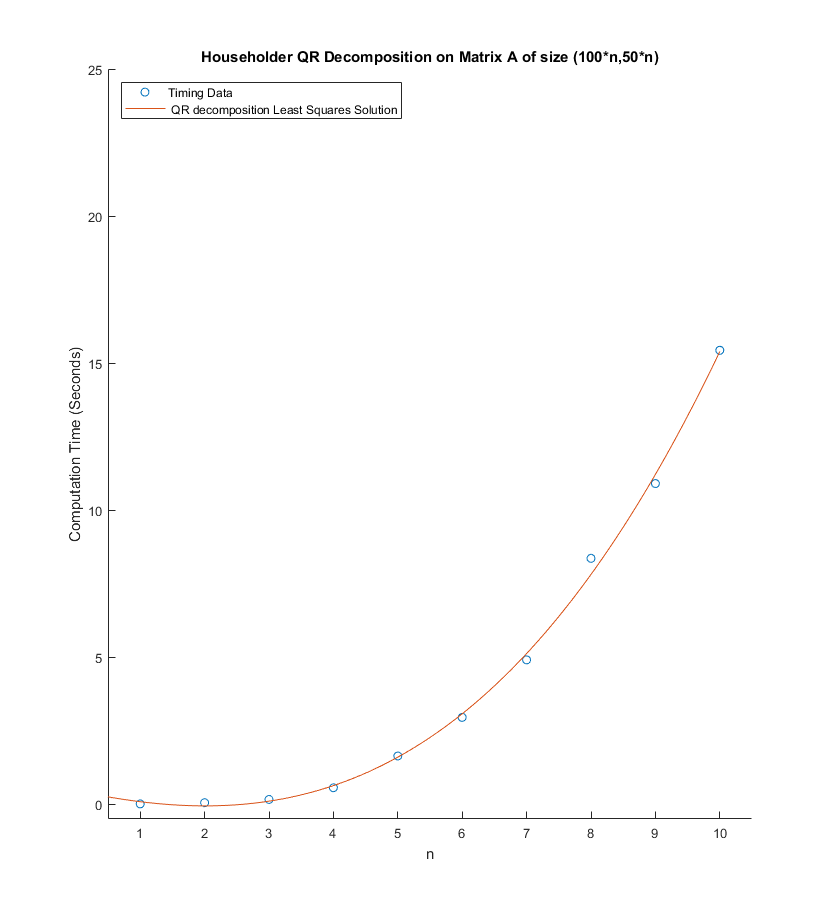 Householder QR Decomposition on Matrix A of size (100*n,50*n)
Timing Data
QR decomposition Least Squares Solution
Computation Time (Seconds)
25
20
15
10
5
0
1 2 3 4 5 6 7 8 9 10
n